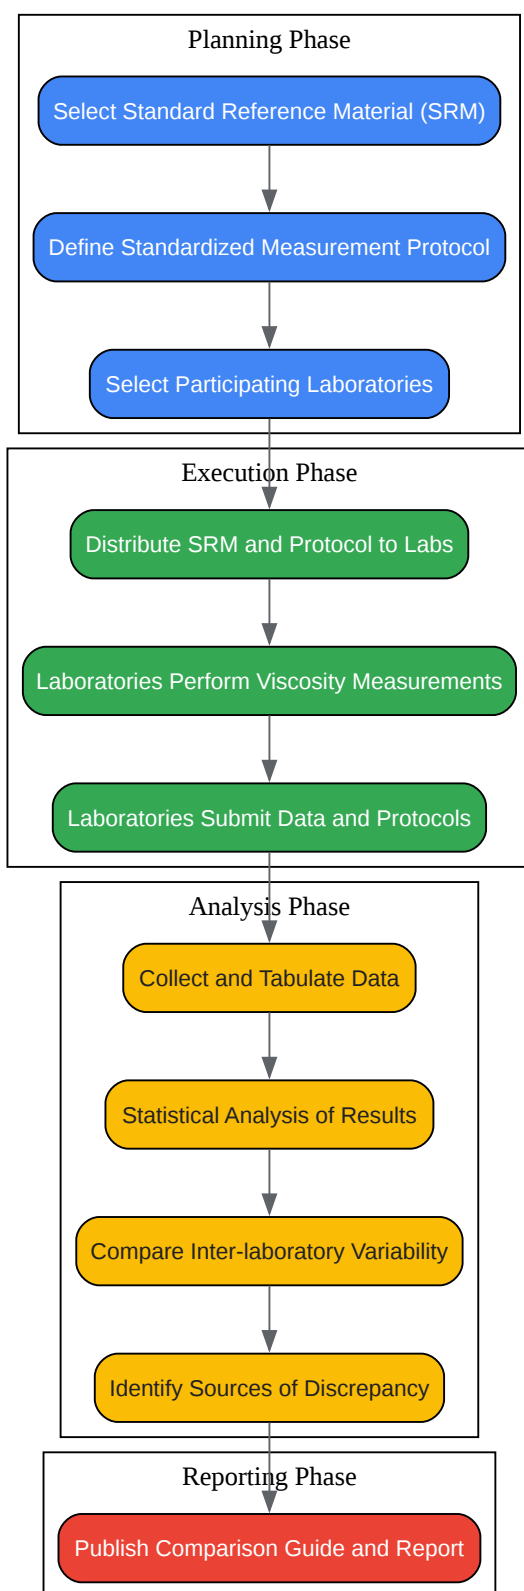 Planning Phase
Select Standard Reference Material (SRM)
Define Standardized Measurement Protocol
Select Participating Laboratories
Execution Phase
Distribute SRM and Protocol to Labs
Laboratories Perform Viscosity Measurements
Laboratories Submit Data and Protocols
Analysis Phase
Collect and Tabulate Data
Statistical Analysis of Results
Compare Inter-laboratory Variability
Identify Sources of Discrepancy
Reporting Phase
Publish Comparison Guide and Report